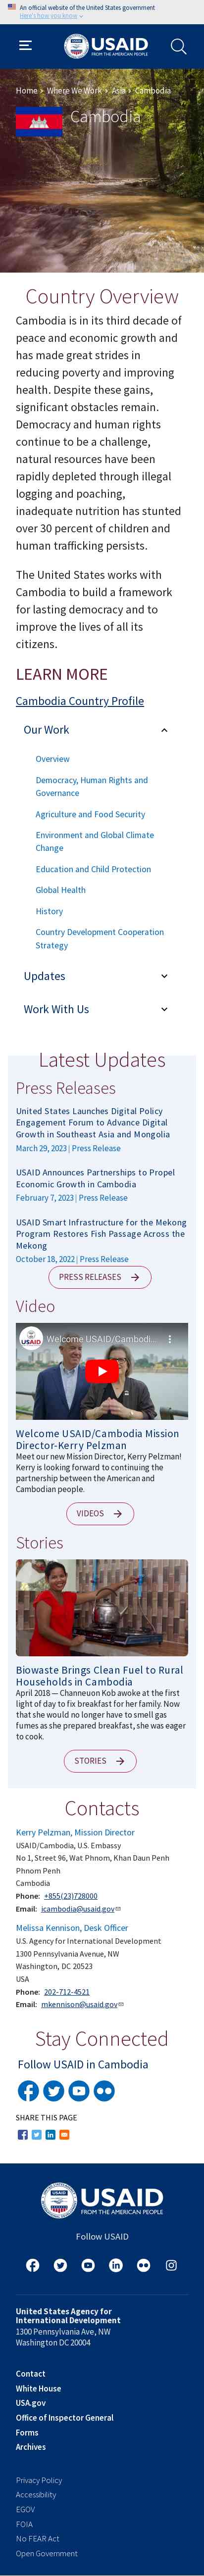 An official website of the United States government
Here's how you know
USAID
FROM THE AMERICAN PEOPLE
Home › Where We Work › Asia › Cambodia
Cambodia
Country Overview
Cambodia is in its third decade of
peace and economic growth and
has made great strides in
reducing poverty and improving
health. Despite these gains,
significant obstacles remain.
Democracy and human rights
continue to be a challenge,
natural resources have been
rapidly depleted through illegal
logging and poaching,
inadequate nutrition has stunted
over 30 percent of children and
human trafficking persists.
The United States works with
Cambodia to build a framework
for lasting democracy and to
improve the lives of all its
citizens.
LEARN MORE
Cambodia Country Profile
Our Work
Overview
Democracy, Human Rights and
Governance
Agriculture and Food Security
Environment and Global Climate
Change
Education and Child Protection
Global Health
History
Country Development Cooperation
Strategy
Updates
Work With Us
Latest Updates
Press Releases
United States Launches Digital Policy
Engagement Forum to Advance Digital
Growth in Southeast Asia and Mongolia
March 29, 2023 | Press Release
USAID Announces Partnerships to Propel
Economic Growth in Cambodia
February 7, 2023 | Press Release
USAID Smart Infrastructure for the Mekong
Program Restores Fish Passage Across the
Mekong
October 18, 2022 | Press Release
PRESS RELEASES
Video
Welcome USAID/Cambodi...
Welcome USAID/Cambodia Mission
Director-Kerry Pelzman
Meet our new Mission Director, Kerry Pelzman!
Kerry is looking forward to continuing the
partnership between the American and
Cambodian people.
VIDEOS
Stories
Biowaste Brings Clean Fuel to Rural
Households in Cambodia
April 2018 — Channeuon Kob awoke at the first
light of day to fix breakfast for her family. Now
that she would no longer need to smell gas
fumes as she prepared breakfast, she was eager
to cook.
STORIES
Contacts
Kerry Pelzman, Mission Director
USAID/Cambodia, U.S. Embassy
No 1, Street 96, Wat Phnom, Khan Daun Penh
Phnom Penh
Cambodia
Phone: +855(23)728000
Email: icambodia@usaid.gov
Melissa Kennison, Desk Officer
U.S. Agency for International Development
1300 Pennsylvania Avenue, NW
Washington, DC 20523
USA
Phone: 202-712-4521
Email: mkennison@usaid.gov
Stay Connected
Follow USAID in Cambodia
SHARE THIS PAGE
USAID
FROM THE AMERICAN PEOPLE
Follow USAID
United States Agency for
International Development
1300 Pennsylvania Ave, NW
Washington DC 20004
Contact
White House
USA.gov
Office of Inspector General
Forms
Archives
Privacy Policy
Accessibility
EGOV
FOIA
No FEAR Act
Open Government